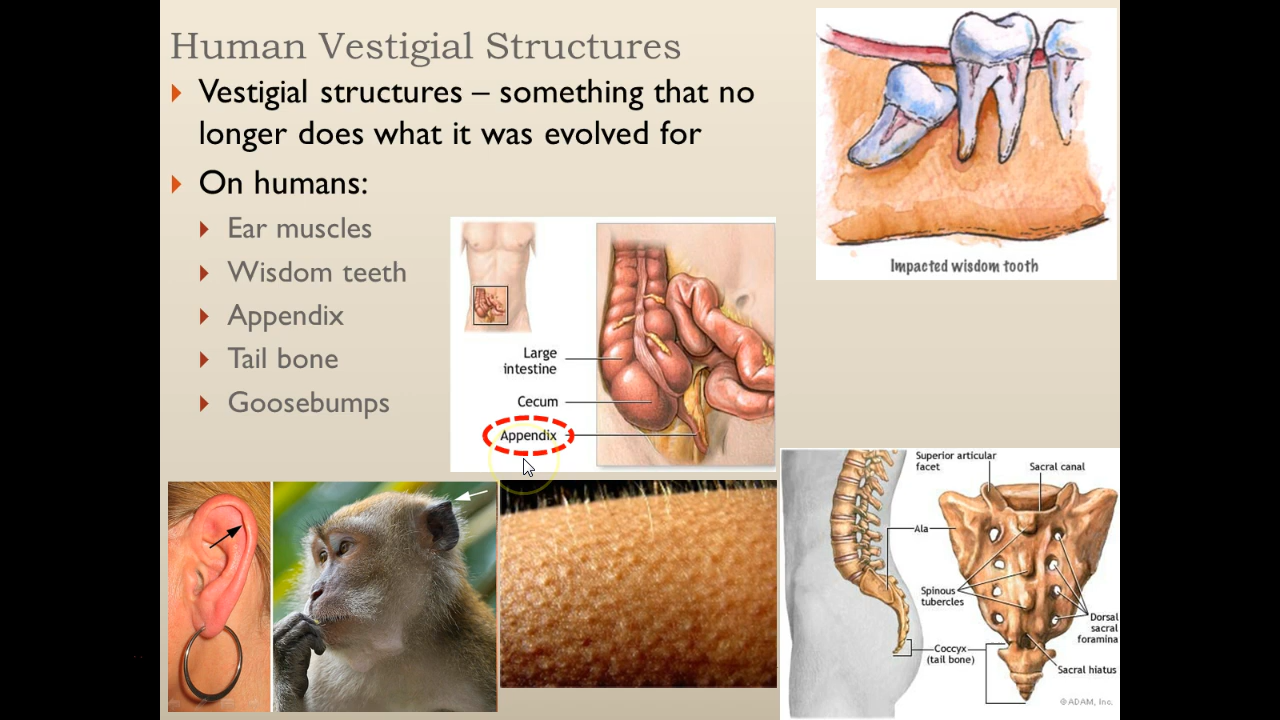 Human Vestigial Structures
Vestigial structures – something that no
longer does what it was evolved for
On humans:
Ear muscles
Wisdom teeth
Appendix
Tail bone
Goosebumps
Large
intestine
Cecum
Appendix
Impacted wisdom tooth
Superior articular
facet
Sacral canal
Ala
Spinous
tubercles
Dorsal
sacral
foramina
Coccyx
(tail bone)
Sacral hiatus
©ADAM, Inc.